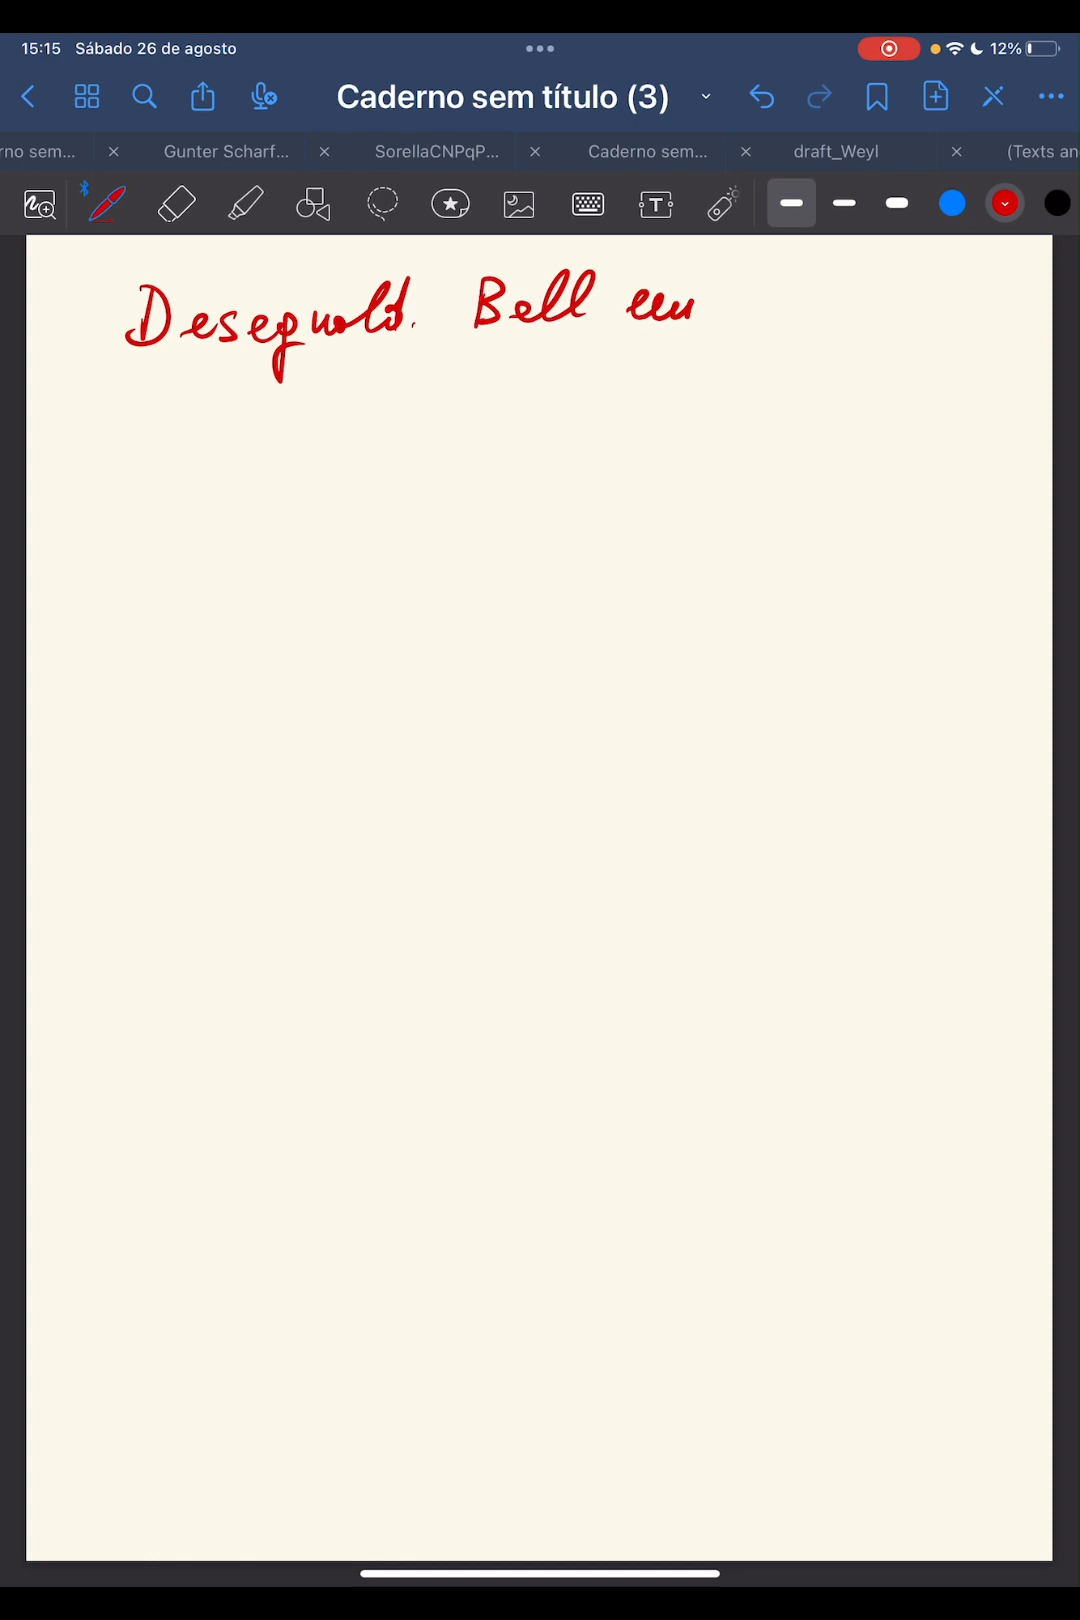 15:15 Sábado 26 de agosto 12%
Caderno sem título (3)
rno sem... Gunter Scharf... SorellaCNPqP... Caderno sem... draft_Weyl (Texts an
Deseguald. Bell em